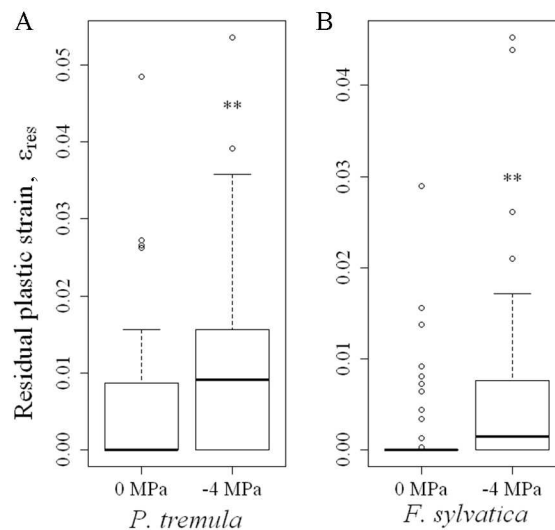 A
B
Residual plastic strain, εres
0.00 0.01 0.02 0.03 0.04 0.05
**
0 MPa -4 MPa
P. tremula
0.00 0.01 0.02 0.03 0.04
**
0 MPa -4 MPa
F. sylvatica